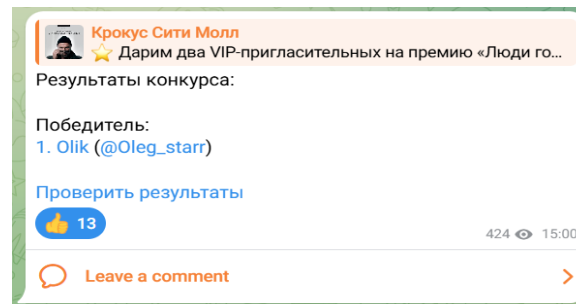 Крокус Сити Молл
⭐ Дарим два VIP-пригласительных на премию «Люди го...
Результаты конкурса:
Победитель:
1. Olik (@Oleg_starr)
Проверить результаты
👍 13
424 15:00
Leave a comment